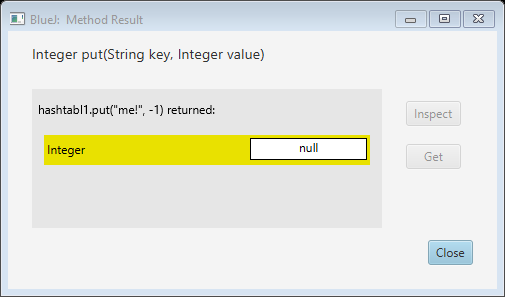 BlueJ: Method Result
Integer put(String key, Integer value)
hashtabl1.put("me!", -1) returned:
Inspect
Integer null
Get
Close